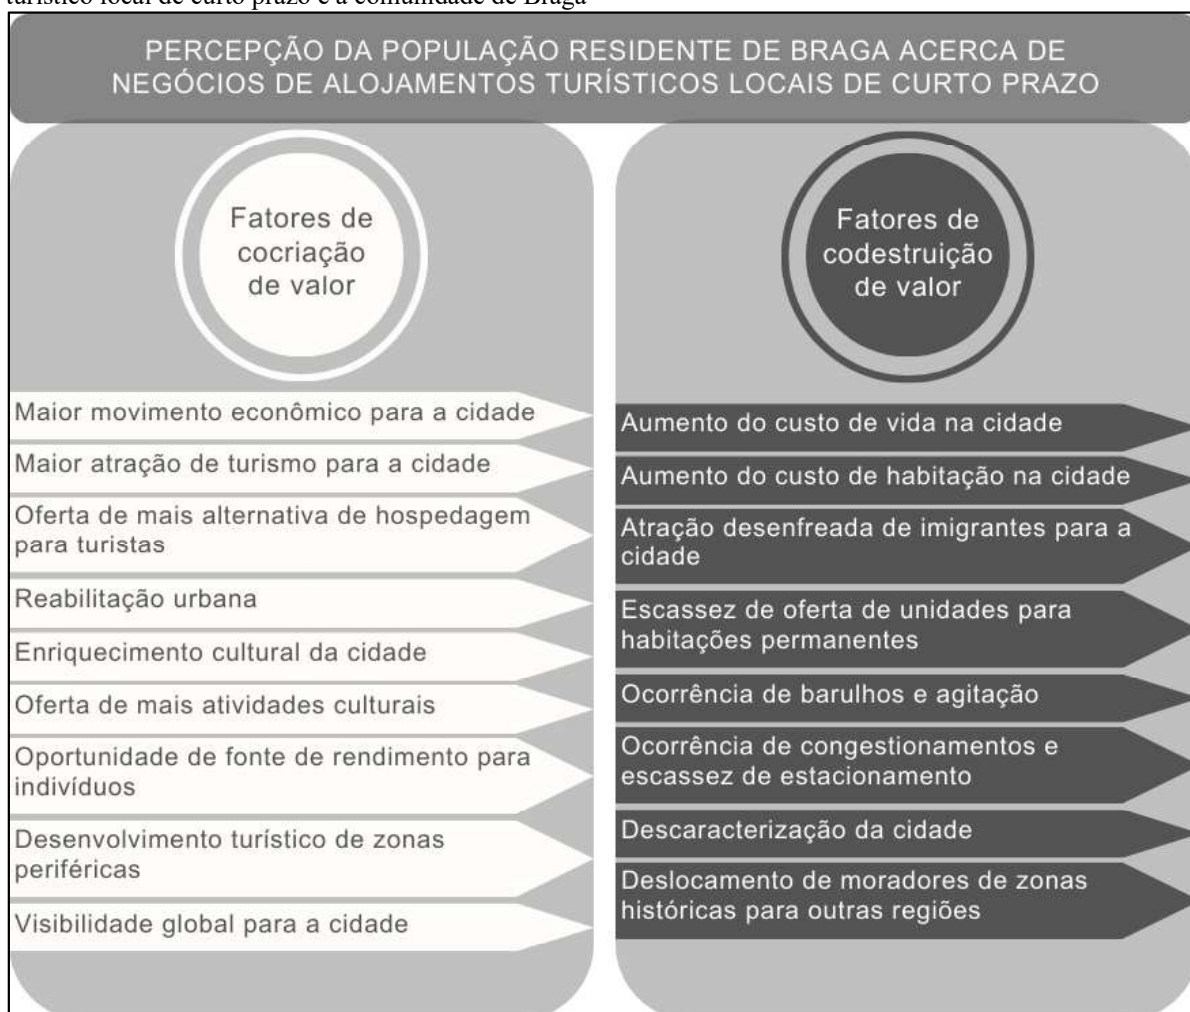 turístico local de curto prazo e a comunidade de Braga
PERCEPÇÃO DA POPULAÇÃO RESIDENTE DE BRAGA ACERCA DE
NEGÓCIOS DE ALOJAMENTOS TURÍSTICOS LOCAIS DE CURTO PRAZO
Fatores de
cocriação
de valor
Maior movimento econômico para a cidade
Maior atração de turismo para a cidade
Oferta de mais alternativa de hospedagem
para turistas
Reabilitação urbana
Enriquecimento cultural da cidade
Oferta de mais atividades culturais
Oportunidade de fonte de rendimento para
indivíduos
Desenvolvimento turístico de zonas
periféricas
Visibilidade global para a cidade
Fatores de
codestruição
de valor
Aumento do custo de vida na cidade
Aumento do custo de habitação na cidade
Atração desenfreada de imigrantes para a
cidade
Escassez de oferta de unidades para
habitações permanentes
Ocorrência de barulhos e agitação
Ocorrência de congestionamentos e
escassez de estacionamento
Descaracterização da cidade
Deslocamento de moradores de zonas
históricas para outras regiões